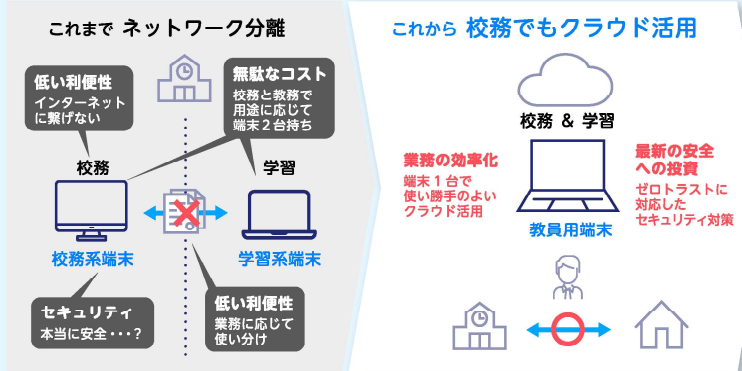 これまで ネットワーク分離
低い利便性
インターネット
に繋げない
無駄なコスト
校務と教務で
用途に応じて
端末２台持ち
校務
学習
校務系端末
学習系端末
セキュリティ
本当に安全・・・？
低い利便性
業務に応じて
使い分け
これから 校務でもクラウド活用
校務 ＆ 学習
業務の効率化
端末１台で
使い勝手のよい
クラウド活用
最新の安全
への投資
ゼロトラストに
対応した
セキュリティ対策
教員用端末